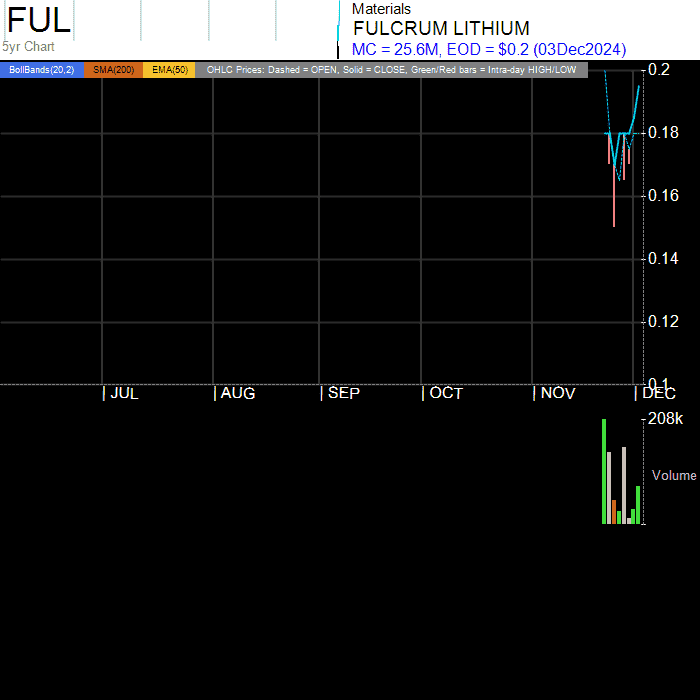 FUL
5yr Chart
Materials
FULCRUM LITHIUM
MC = 25.6M, EOD = $0.2 (03Dec2024)
BollBands(20,2) SMA(200) EMA(50) OHLC Prices: Dashed = OPEN, Solid = CLOSE, Green/Red bars = Intra-day HIGH/LOW
0.2
0.18
0.16
0.14
0.12
0.1
| JUL | AUG | SEP | OCT | NOV | DEC
208k
Volume